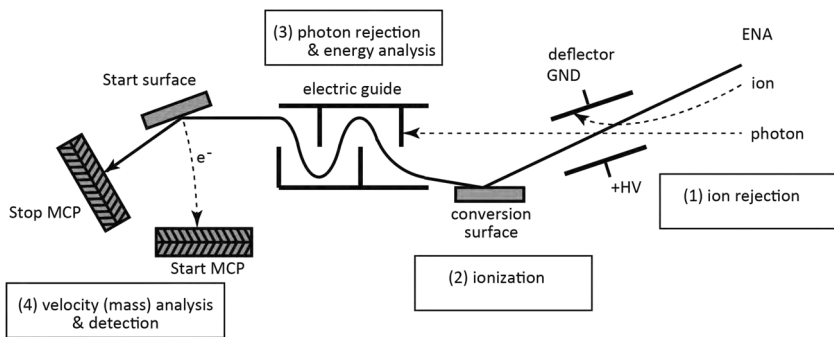 (3) photon rejection
& energy analysis
ENA
deflector
GND
Start surface
electric guide
ion
photon
e-
+HV
(1) ion rejection
Stop MCP
conversion
surface
Start MCP
(2) ionization
(4) velocity (mass) analysis
& detection